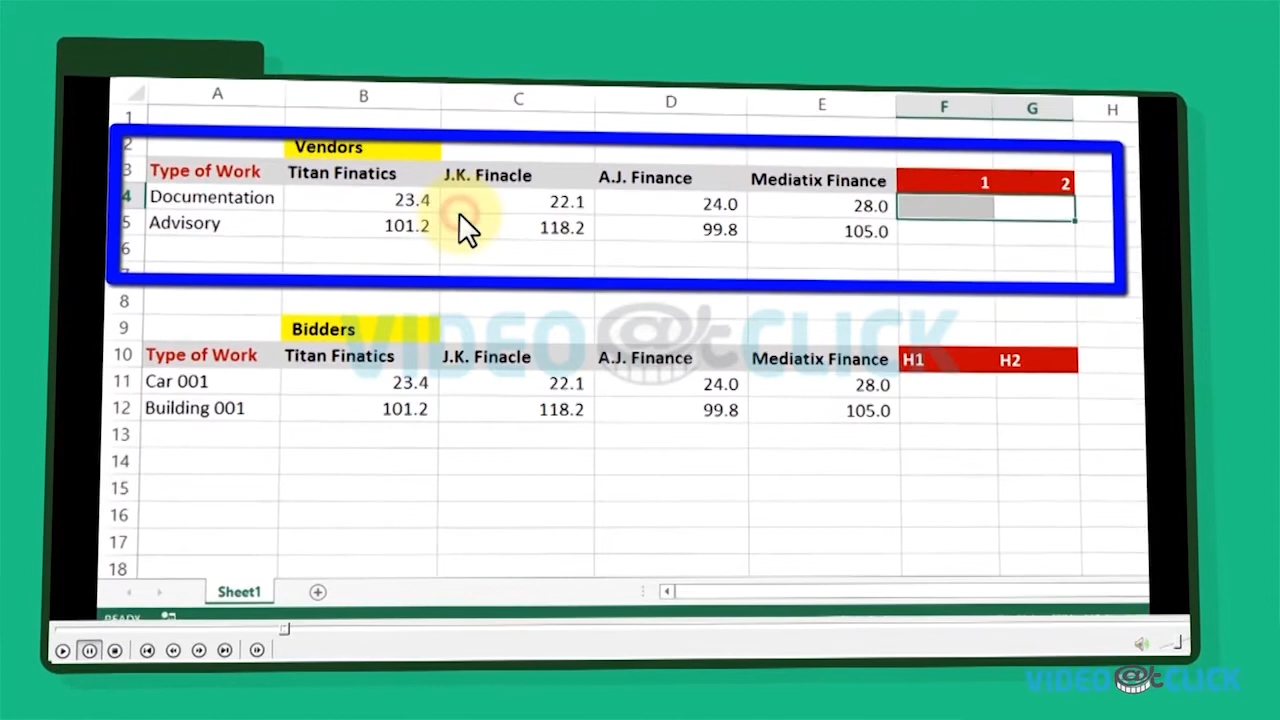 A B C D E F G H
1
2 Vendors
3 Type of Work Titan Finatics J.K. Finacle A.J. Finance Mediatix Finance 1 2
4 Documentation 23.4 22.1 24.0 28.0
5 Advisory 101.2 118.2 99.8 105.0
6
7
8
VIDEO@tCLICK
9 Bidders
10 Type of Work Titan Finatics J.K. Finacle A.J. Finance Mediatix Finance H1 H2
11 Car 001 23.4 22.1 24.0 28.0
12 Building 001 101.2 118.2 99.8 105.0
13
14
15
16
17
18
Sheet1
READY
VIDEO@tCLICK